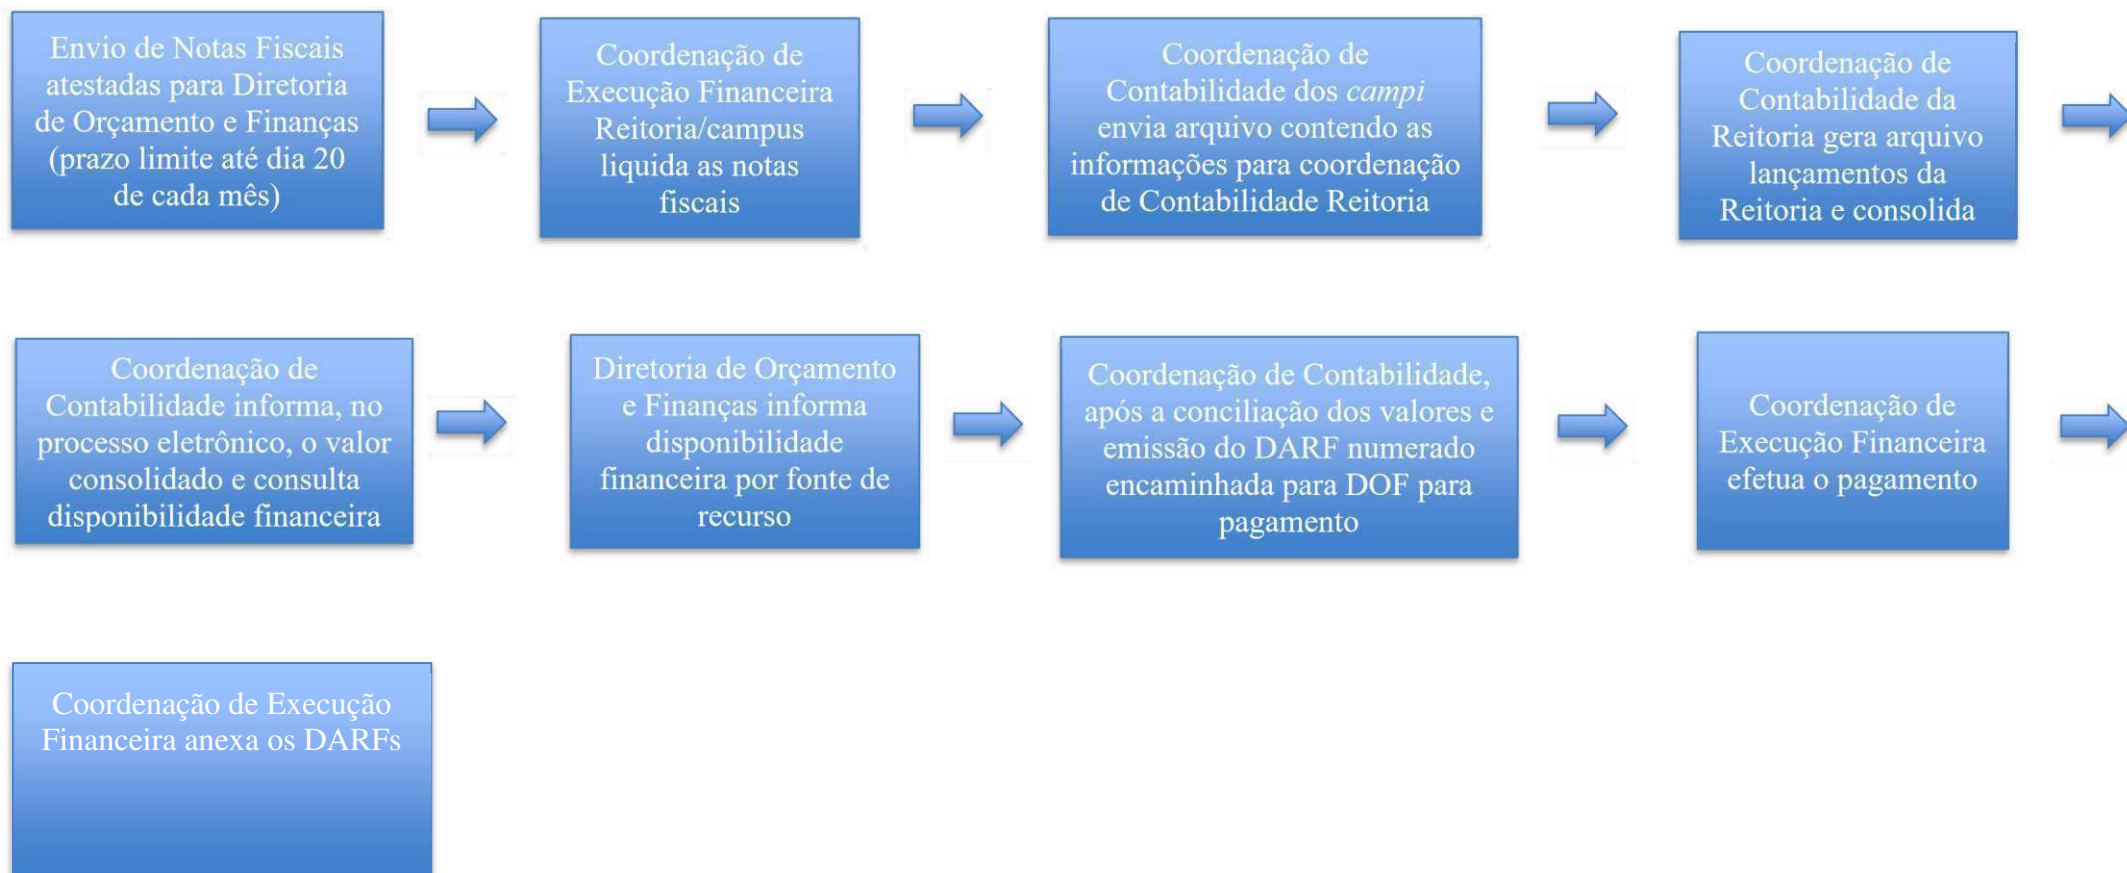 Envio de Notas Fiscais
atestadas para Diretoria
de Orçamento e Finanças
(prazo limite até dia 20
de cada mês)
Coordenação de
Execução Financeira
Reitoria/campus
liquida as notas
fiscais
Coordenação de
Contabilidade dos campi
envia arquivo contendo as
informações para coordenação
de Contabilidade Reitoria
Coordenação de
Contabilidade da
Reitoria gera arquivo
lançamentos da
Reitoria e consolida
Coordenação de
Contabilidade informa, no
processo eletrônico, o valor
consolidado e consulta
disponibilidade financeira
Diretoria de Orçamento
e Finanças informa
disponibilidade
financeira por fonte de
recurso
Coordenação de Contabilidade,
após a conciliação dos valores e
emissão do DARF numerado
encaminhada para DOF para
pagamento
Coordenação de
Execução Financeira
efetua o pagamento
Coordenação de Execução
Financeira anexa os DARFs